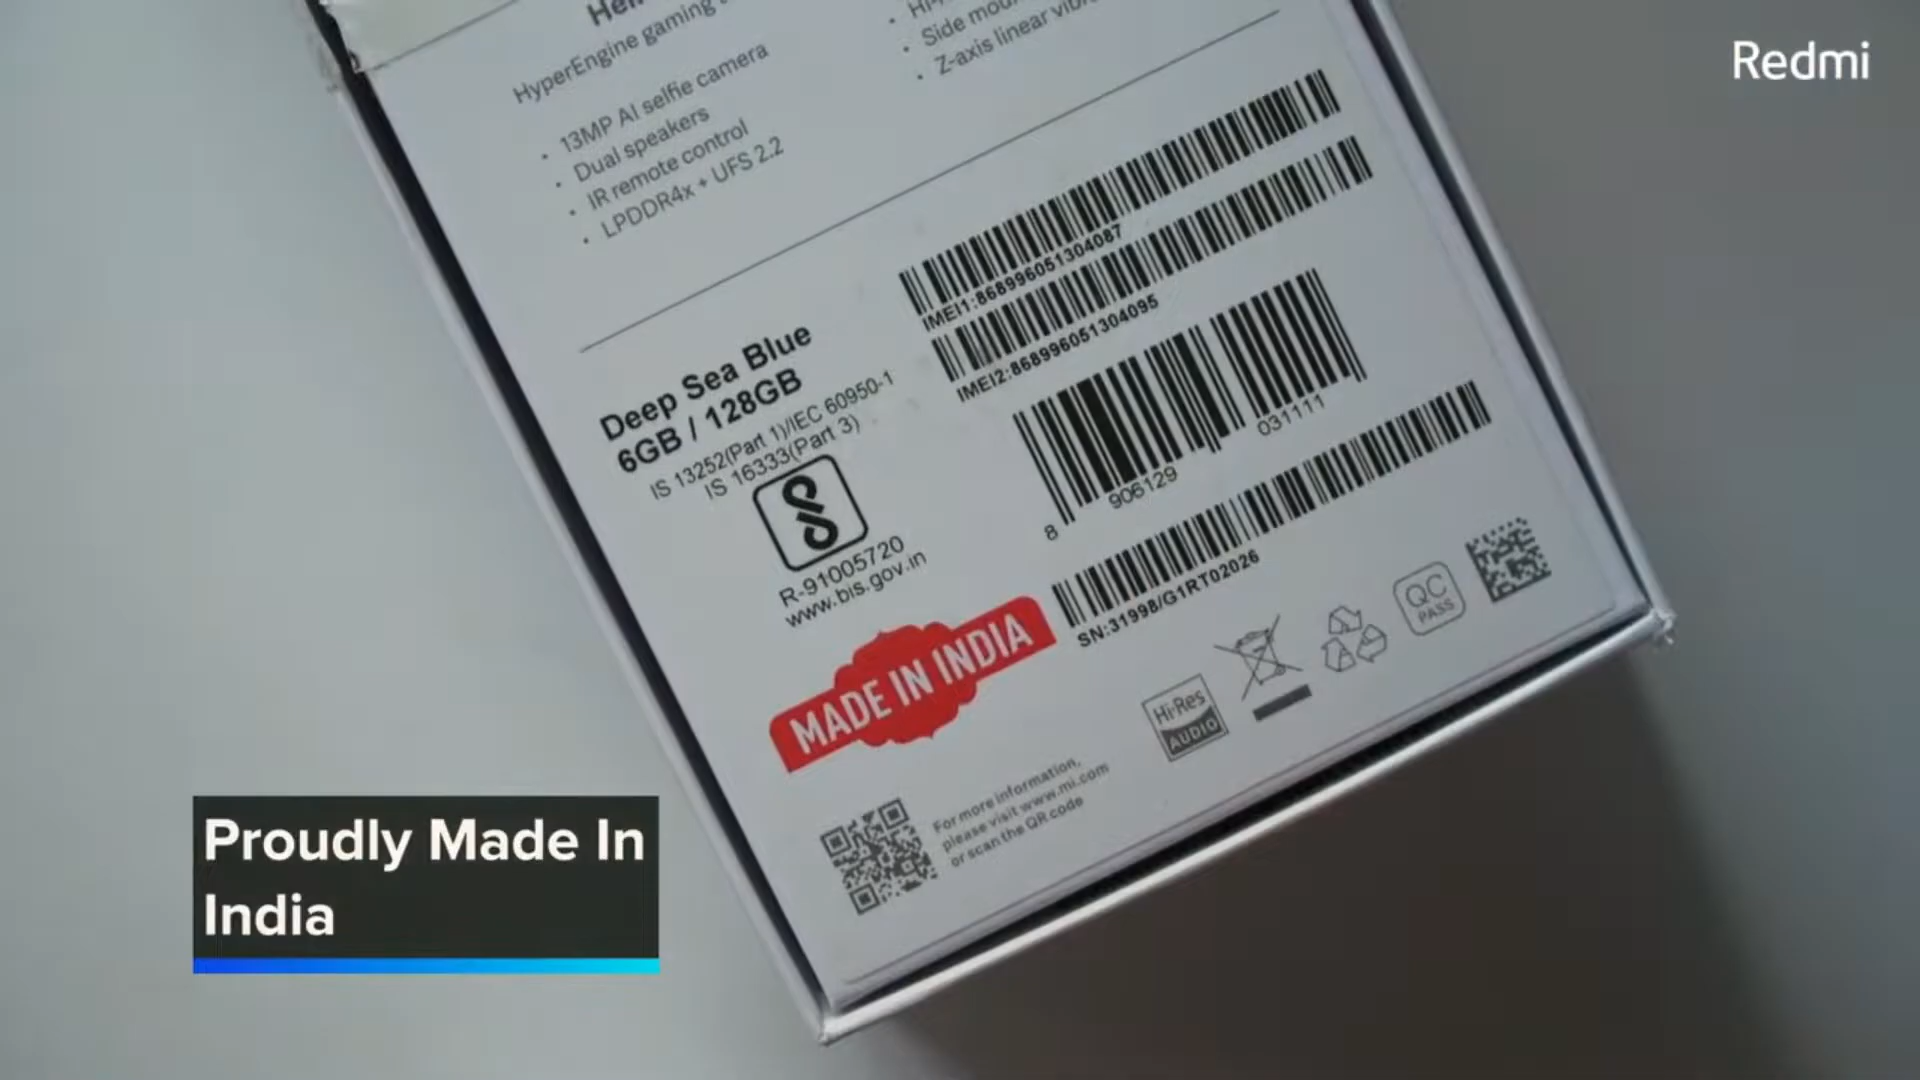 Redmi
HyperEngine gaming
• 13MP AI selfie camera
• Dual speakers
• IR remote control
• LPDDR4x + UFS 2.2
• Side
• Z-axis linear
Deep Sea Blue
6GB / 128GB
IS 13252(Part 1)/IEC 60950-1
IS 16333(Part 3)
R-91005720
www.bis.gov.in
MADE IN INDIA
IMEI1:868996051304087
IMEI2:868996051304095
8 906129 031111
SN:31998/G1RT02026
Hi-Res
AUDIO
QC
PASS
For more information,
please visit www.mi.com
or scan the QR code
Proudly Made In
India